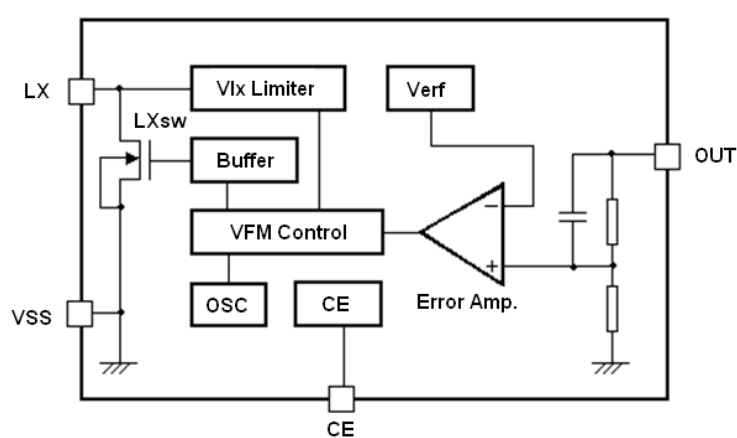 LX
Vlx Limiter
Verf
LXsw
Buffer
OUT
VFM Control
−
+
OSC
CE
Error Amp.
VSS
CE